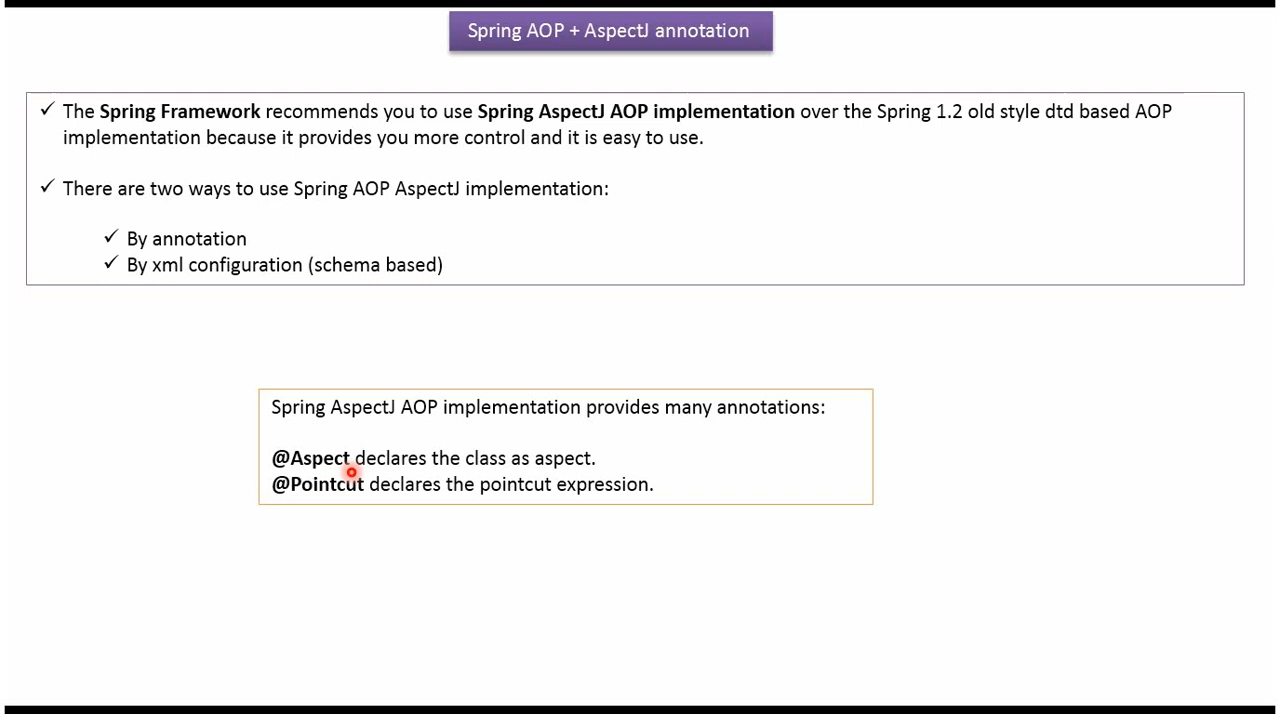 Spring AOP + AspectJ annotation
✓ The Spring Framework recommends you to use Spring AspectJ AOP implementation over the Spring 1.2 old style dtd based AOP
implementation because it provides you more control and it is easy to use.
✓ There are two ways to use Spring AOP AspectJ implementation:
✓ By annotation
✓ By xml configuration (schema based)
Spring AspectJ AOP implementation provides many annotations:
@Aspect declares the class as aspect.
@Pointcut declares the pointcut expression.